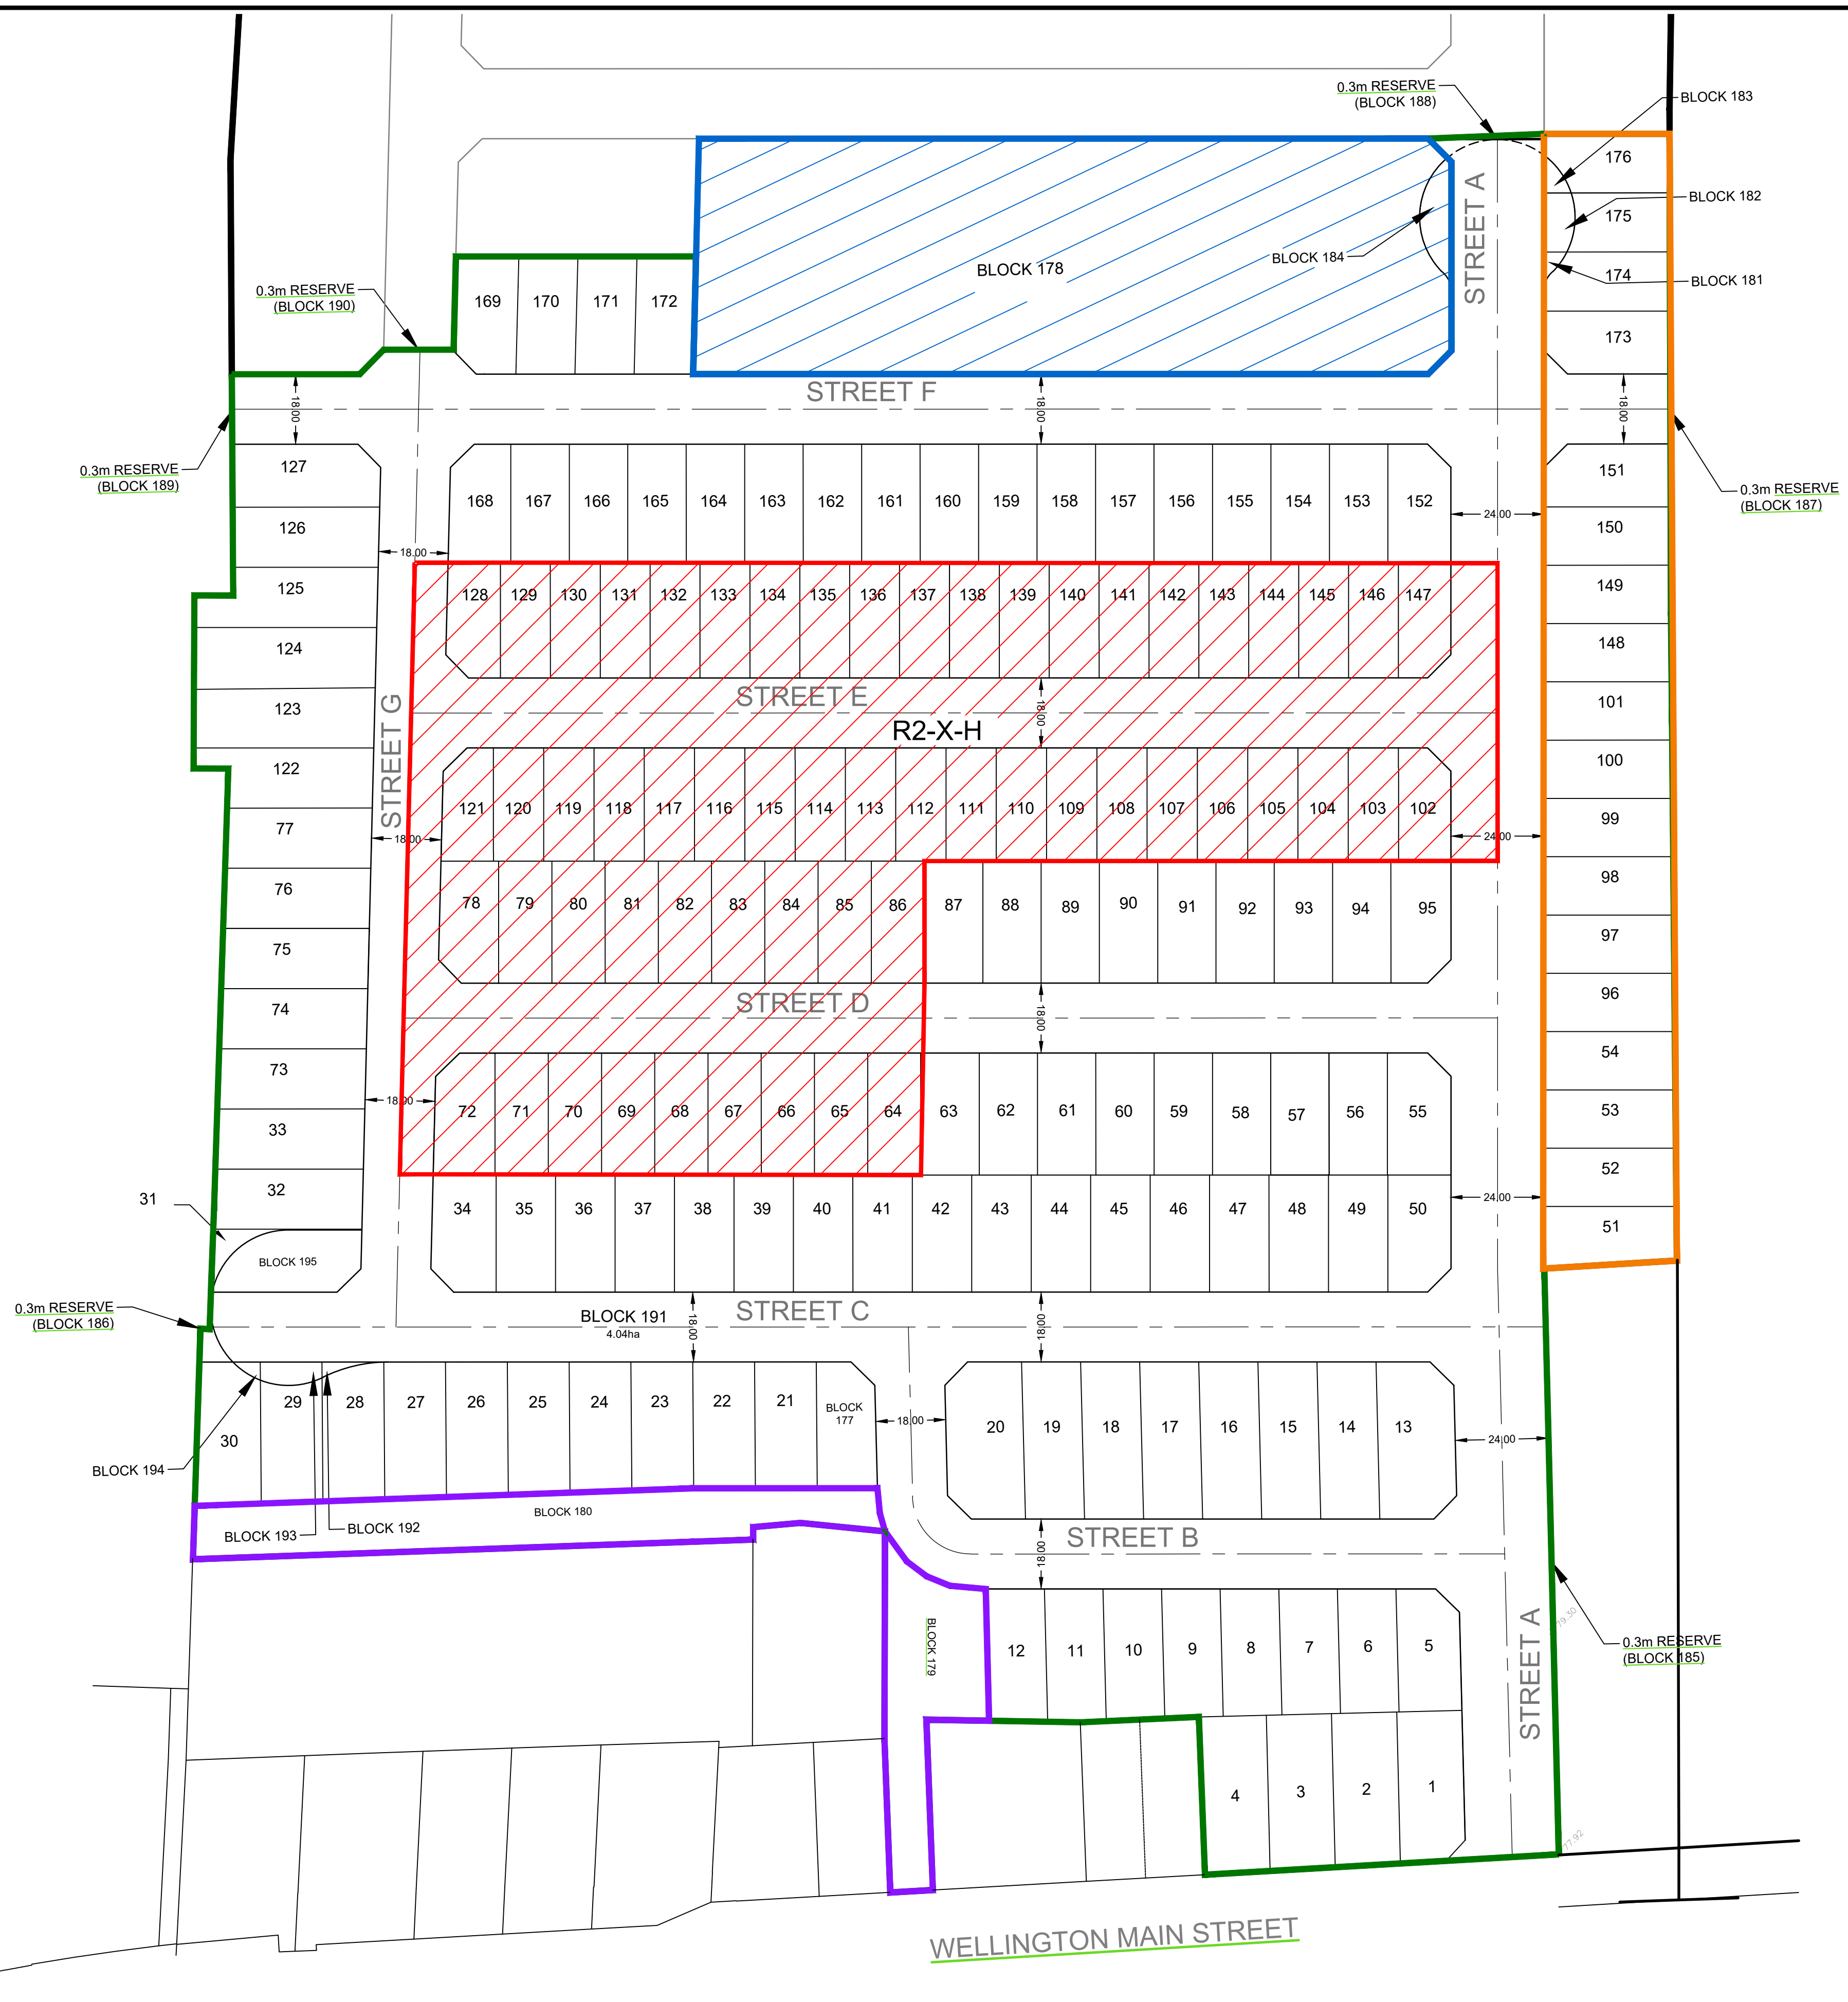 0.3m RESERVE
(BLOCK 188)
BLOCK 183
176
BLOCK 182
175
STREET A
BLOCK 184
BLOCK 178
174
BLOCK 181
0.3m RESERVE
(BLOCK 190)
169 170 171 172
173
STREET F
18.00
18.00
18.00
0.3m RESERVE
(BLOCK 189)
127
151
0.3m RESERVE
(BLOCK 187)
168 167 166 165 164 163 162 161 160 159 158 157 156 155 154 153 152
24.00
126
150
18.00
125
149
128 129 130 131 132 133 134 135 136 137 138 139 140 141 142 143 144 145 146 147
124
148
STREET G
STREET E
18.00
123
101
R2-X-H
122
100
121 120 119 118 117 116 115 114 113 112 111 110 109 108 107 106 105 104 103 102
77
99
18.00
24.00
76
98
78 79 80 81 82 83 84 85 86 87 88 89 90 91 92 93 94 95
75
97
STREET D
18.00
74
96
73
54
18.00
72 71 70 69 68 67 66 65 64 63 62 61 60 59 58 57 56 55
33
53
32
52
31
24.00
34 35 36 37 38 39 40 41 42 43 44 45 46 47 48 49 50
51
BLOCK 195
0.3m RESERVE
(BLOCK 186)
BLOCK 191
4.04ha
STREET C
18.00
18.00
30 29 28 27 26 25 24 23 22 21
BLOCK
177
18.00
20 19 18 17 16 15 14 13
24.00
BLOCK 194
BLOCK 180
BLOCK 193
BLOCK 192
STREET B
18.00
BLOCK 179
12 11 10 9 8 7 6 5
STREET A
79.30
0.3m RESERVE
(BLOCK 185)
4 3 2 1
77.92
WELLINGTON MAIN STREET